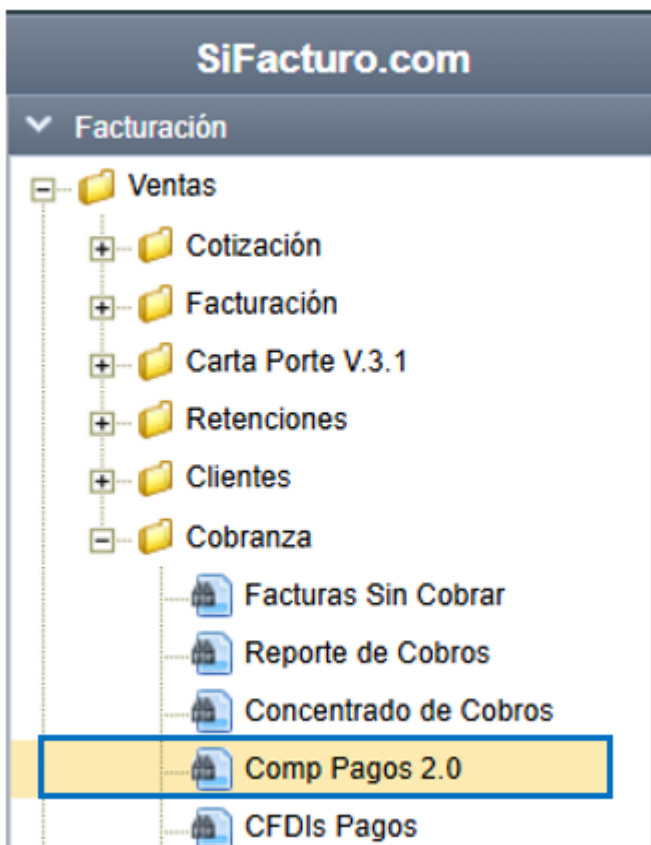 SiFacturo.com
Facturación
Ventas
Cotización
Facturación
Carta Porte V.3.1
Retenciones
Clientes
Cobranza
Facturas Sin Cobrar
Reporte de Cobros
Concentrado de Cobros
Comp Pagos 2.0
CFDIs Pagos